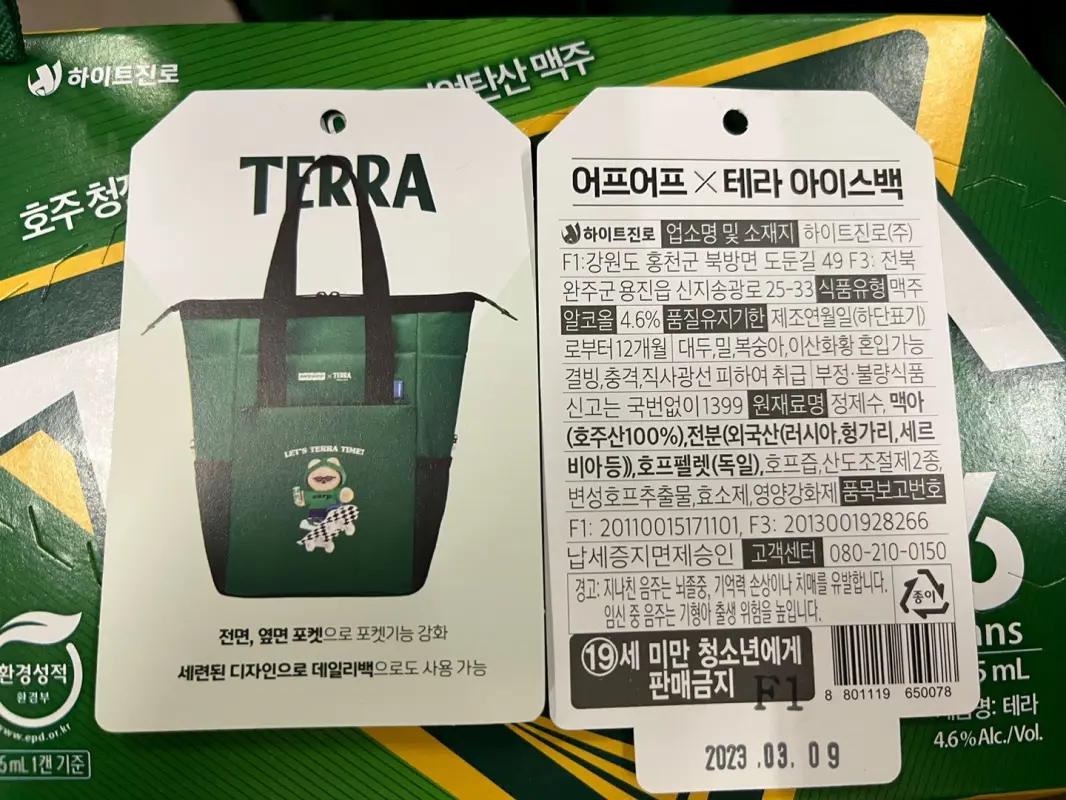 하이트진로
탄산 맥주
호주 청정
TERRA
× TERRA
LET'S TERRA TIME!
earp
전면, 옆면 포켓으로 포켓기능 강화
세련된 디자인으로 데일리백으로도 사용 가능
어프어프×테라 아이스백
하이트진로 업소명 및 소재지 하이트진로(주)
F1:강원도 홍천군 북방면 도둔길 49 F3: 전북
완주군 용진읍 신지송광로 25-33 식품유형 맥주
알코올 4.6% 품질유지기한 제조연월일(하단표기)
로부터 12개월 대두,밀,복숭아,이산화황 혼입가능
결빙,충격,직사광선 피하여 취급 부정·불량식품
신고는 국번없이 1399 원재료명 정제수, 맥아
(호주산100%),전분(외국산(러시아,헝가리,세르
비아등)),호프펠렛(독일),호프즙,산도조절제2종,
변성호프추출물,효소제,영양강화제 품목보고번호
F1: 20110015171101, F3: 2013001928266
납세증지면제승인 고객센터 080-210-0150
경고: 지나친 음주는 뇌졸중, 기억력 손상이나 치매를 유발합니다.
임신 중 음주는 기형아 출생 위험을 높입니다.
종이
19세 미만 청소년에게
판매금지
F1
8 801119 650078
2023.03.09
환경성적
환경부
www.epd.or.kr
5mL 1캔 기준
ns
5 mL
명: 테라
4.6%Alc./Vol.